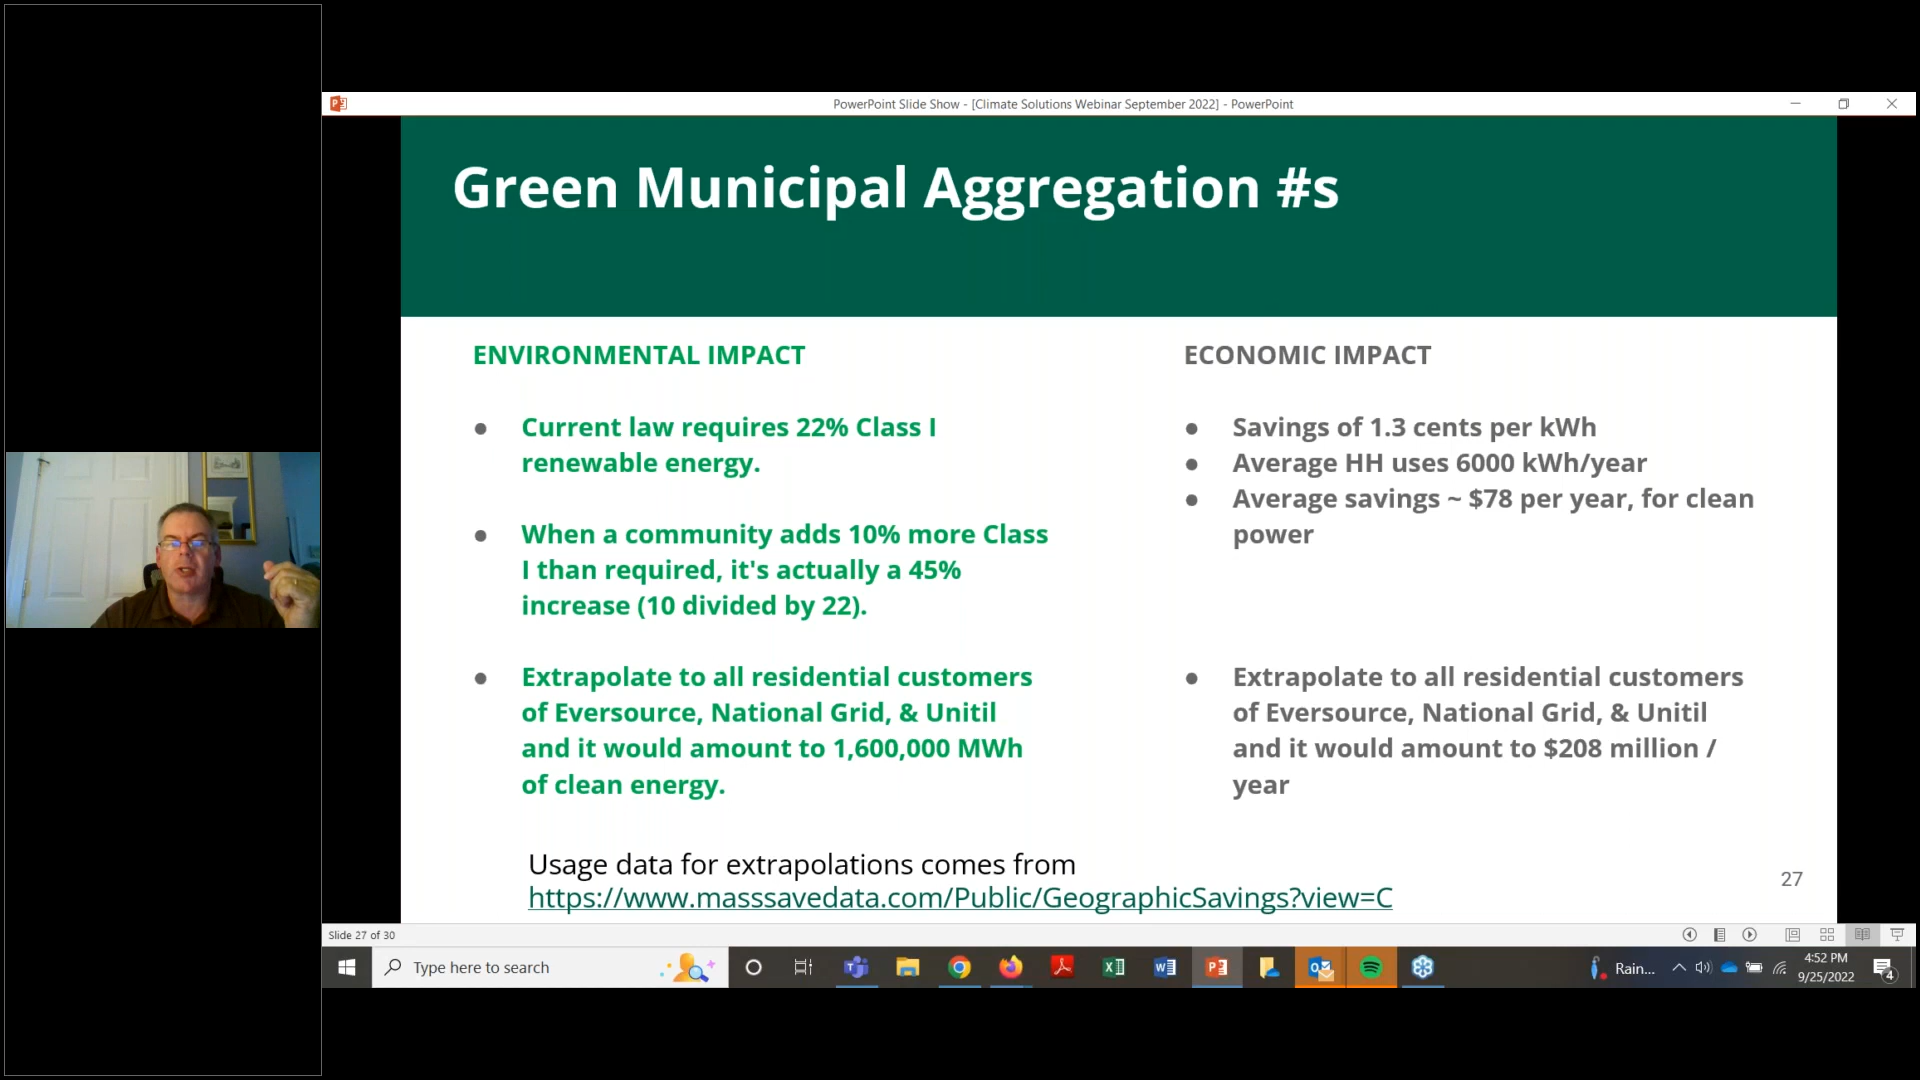 PowerPoint Slide Show - [Climate Solutions Webinar September 2022] - PowerPoint
Green Municipal Aggregation #s
ENVIRONMENTAL IMPACT
● Current law requires 22% Class I
renewable energy.
● When a community adds 10% more Class
I than required, it's actually a 45%
increase (10 divided by 22).
● Extrapolate to all residential customers
of Eversource, National Grid, & Unitil
and it would amount to 1,600,000 MWh
of clean energy.
ECONOMIC IMPACT
● Savings of 1.3 cents per kWh
● Average HH uses 6000 kWh/year
● Average savings ~ $78 per year, for clean
power
● Extrapolate to all residential customers
of Eversource, National Grid, & Unitil
and it would amount to $208 million /
year
Usage data for extrapolations comes from
https://www.masssavedata.com/Public/GeographicSavings?view=C
27
Slide 27 of 30
Type here to search
Rain...
4:52 PM
9/25/2022
4